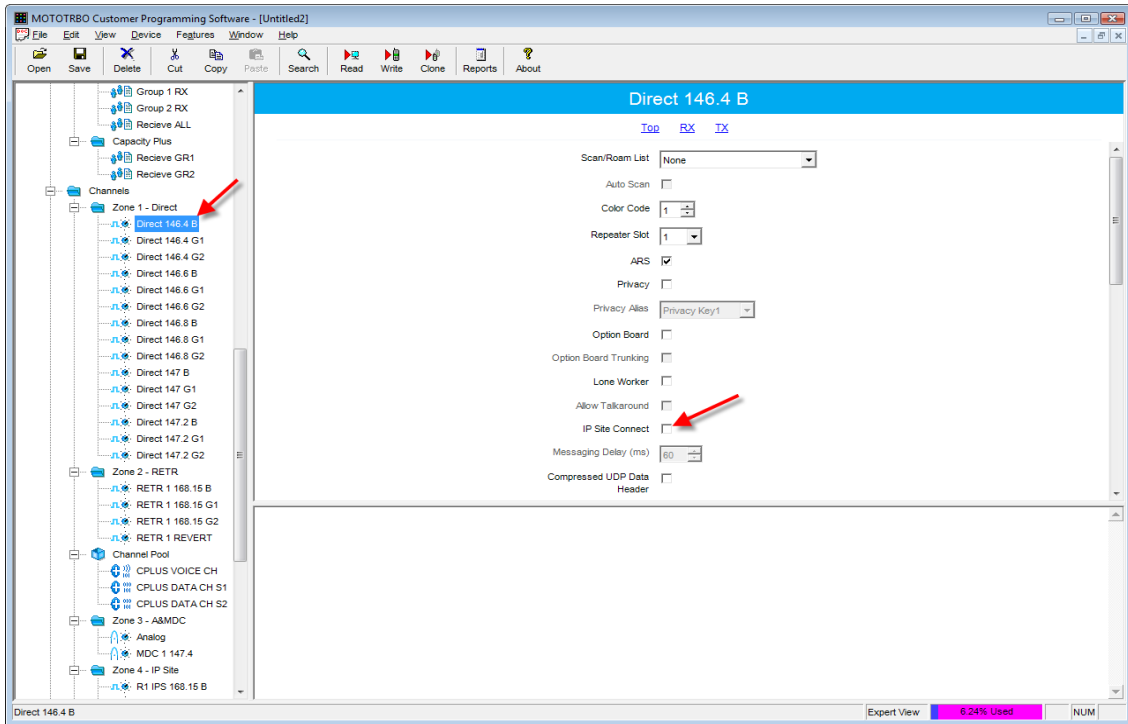 MOTOTRBO Customer Programming Software - [Untitled2]
File Edit View Device Features Window Help
Open Save Delete Cut Copy Paste Search Read Write Clone Reports About
Group 1 RX
Group 2 RX
Recieve ALL
Capacity Plus
Recieve GR1
Recieve GR2
Channels
Zone 1 - Direct
Direct 146.4 B
Direct 146.4 G1
Direct 146.4 G2
Direct 146.6 B
Direct 146.6 G1
Direct 146.6 G2
Direct 146.8 B
Direct 146.8 G1
Direct 146.8 G2
Direct 147 B
Direct 147 G1
Direct 147 G2
Direct 147.2 B
Direct 147.2 G1
Direct 147.2 G2
Zone 2 - RETR
RETR 1 168.15 B
RETR 1 168.15 G1
RETR 1 168.15 G2
RETR 1 REVERT
Channel Pool
CPLUS VOICE CH
CPLUS DATA CH S1
CPLUS DATA CH S2
Zone 3 - A&MDC
Analog
MDC 1 147.4
Zone 4 - IP Site
R1 IPS 168.15 B
Direct 146.4 B
Top RX TX
Scan/Roam List None
Auto Scan
Color Code 1
Repeater Slot 1
ARS
Privacy
Privacy Alias Privacy Key1
Option Board
Option Board Trunking
Lone Worker
Allow Talkaround
IP Site Connect
Messaging Delay (ms) 60
Compressed UDP Data
Header
Direct 146.4 B Expert View 6.24% Used NUM